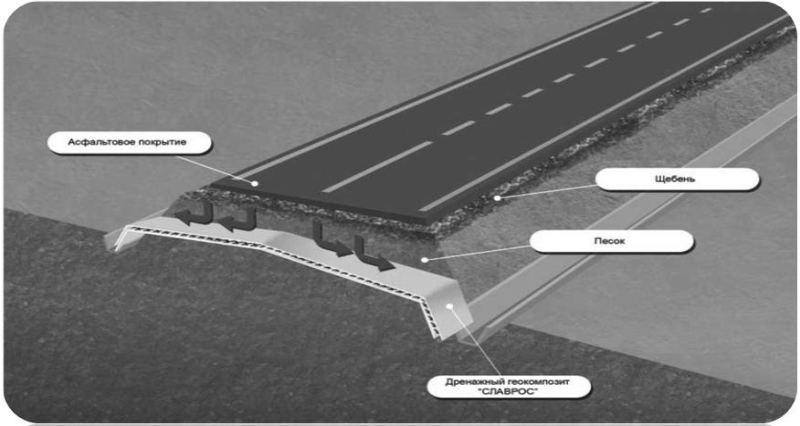 Асфальтовое покрытие
Щебень
Песок
Дренажный геокомпозит
"СЛАВРОС"